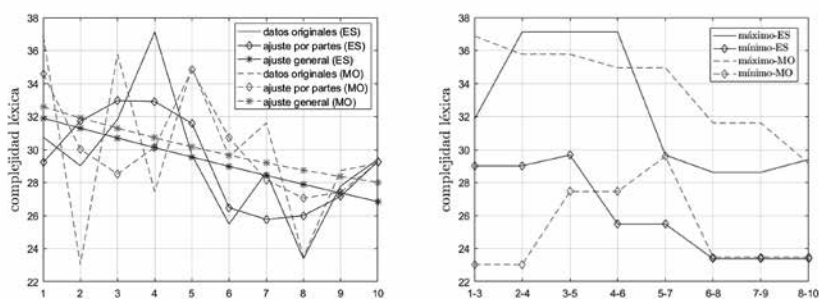 complejidad léxica
38
36
34
32
30
28
26
24
22
1 2 3 4 5 6 7 8 9 10
datos originales (ES)
ajuste por partes (ES)
ajuste general (ES)
datos originales (MO)
ajuste por partes (MO)
ajuste general (MO)
complejidad léxica
38
36
34
32
30
28
26
24
22
1-3 2-4 3-5 4-6 5-7 6-8 7-9 8-10
máximo-ES
mínimo-ES
máximo-MO
mínimo-MO